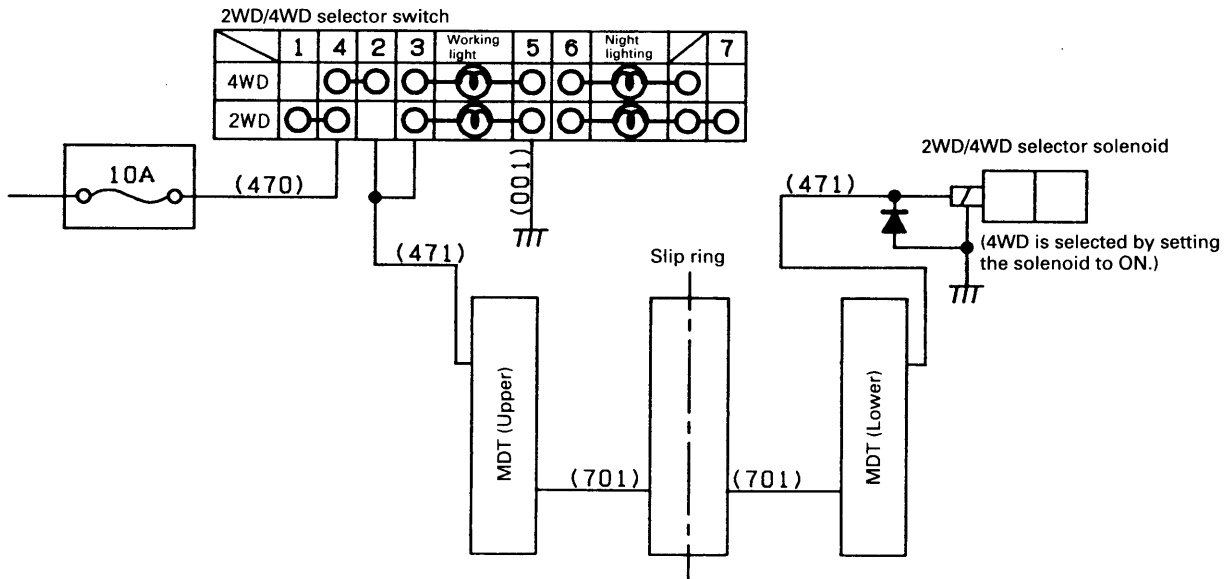 2WD/4WD selector switch
1 4 2 3 Working light 5 6 Night lighting 7
4WD
2WD
10A
(470)
(001)
(471)
2WD/4WD selector solenoid
(471)
(4WD is selected by setting
the solenoid to ON.)
Slip ring
MDT (Upper)
(701)
(701)
MDT (Lower)